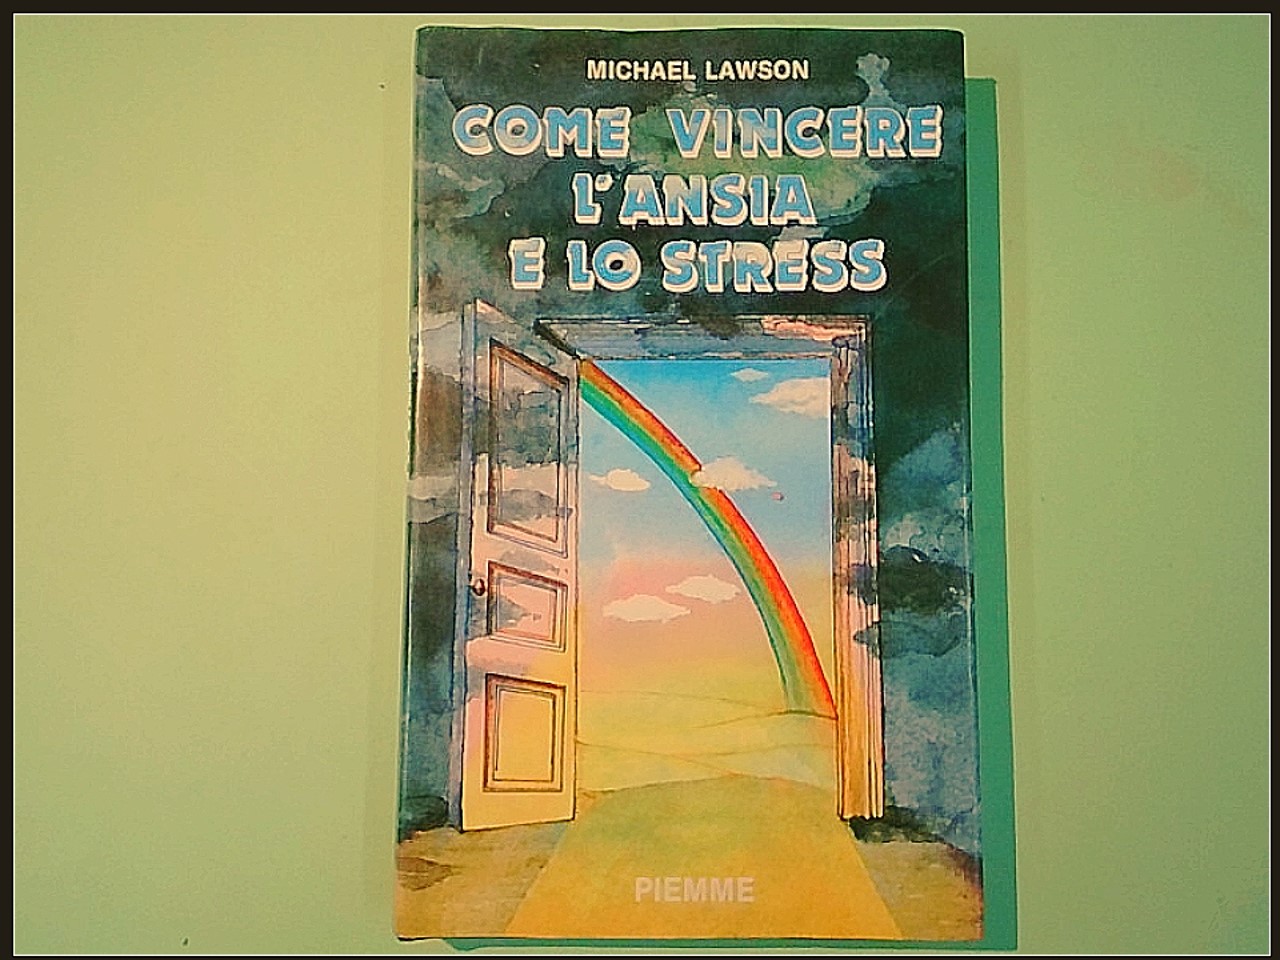 MICHAEL LAWSON
COME VINCERE
L'ANSIA
E LO STRESS
PIEMME